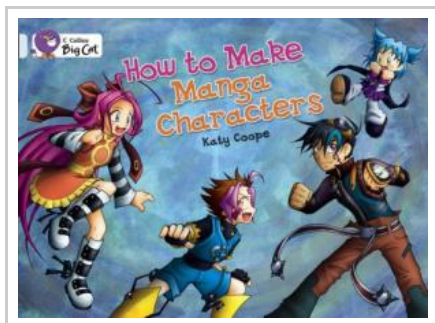 Collins
Big Cat
How to Make
Manga
Characters
Katy Coope